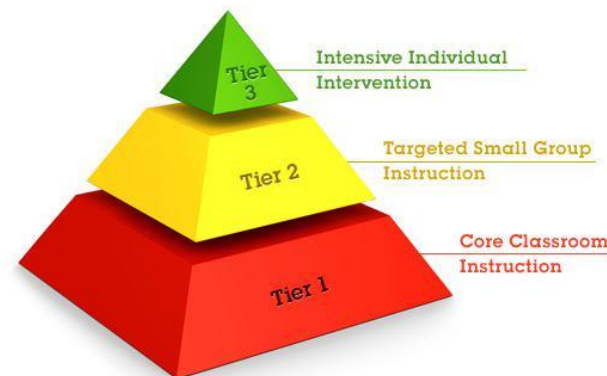 Tier
3
Intensive Individual
Intervention
Tier 2
Targeted Small Group
Instruction
Tier 1
Core Classroom
Instruction